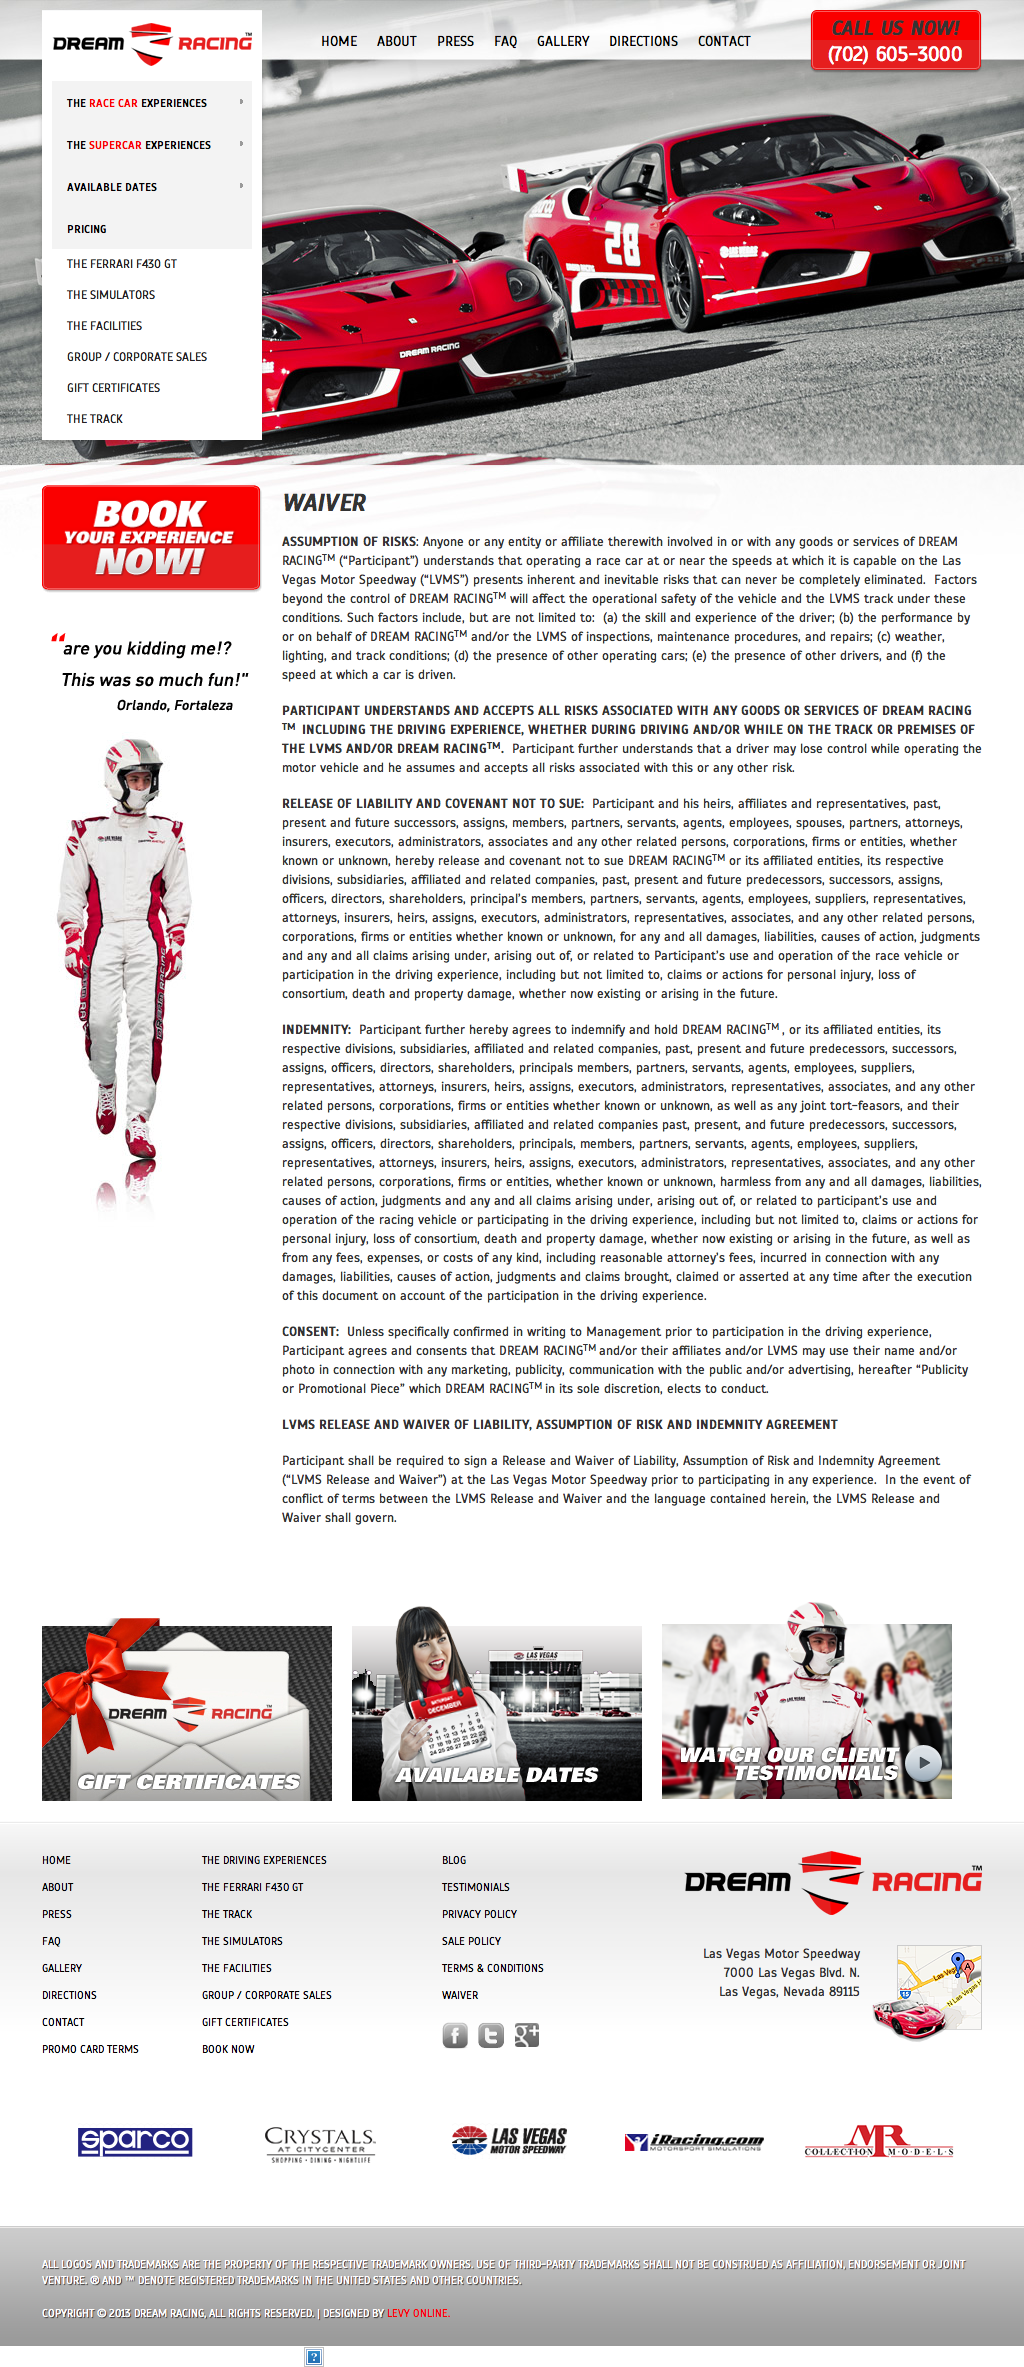 DREAM RACING™
HOME ABOUT PRESS FAQ GALLERY DIRECTIONS CONTACT
CALL US NOW!
(702) 605-3000
THE RACE CAR EXPERIENCES
THE SUPERCAR EXPERIENCES
AVAILABLE DATES
PRICING
THE FERRARI F430 GT
THE SIMULATORS
THE FACILITIES
GROUP / CORPORATE SALES
GIFT CERTIFICATES
THE TRACK
28
DREAM RACING
BOOK
YOUR EXPERIENCE
NOW!
“are you kidding me!?
This was so much fun!"
Orlando, Fortaleza
WAIVER
ASSUMPTION OF RISKS: Anyone or any entity or affiliate therewith involved in or with any goods or services of DREAM
RACING™ (“Participant”) understands that operating a race car at or near the speeds at which it is capable on the Las
Vegas Motor Speedway (“LVMS”) presents inherent and inevitable risks that can never be completely eliminated.  Factors
beyond the control of DREAM RACING™ will affect the operational safety of the vehicle and the LVMS track under these
conditions. Such factors include, but are not limited to:  (a) the skill and experience of the driver; (b) the performance by
or on behalf of DREAM RACING™ and/or the LVMS of inspections, maintenance procedures, and repairs; (c) weather,
lighting, and track conditions; (d) the presence of other operating cars; (e) the presence of other drivers, and (f) the
speed at which a car is driven.
PARTICIPANT UNDERSTANDS AND ACCEPTS ALL RISKS ASSOCIATED WITH ANY GOODS OR SERVICES OF DREAM RACING
™  INCLUDING THE DRIVING EXPERIENCE, WHETHER DURING DRIVING AND/OR WHILE ON THE TRACK OR PREMISES OF
THE LVMS AND/OR DREAM RACING™.  Participant further understands that a driver may lose control while operating the
motor vehicle and he assumes and accepts all risks associated with this or any other risk.
RELEASE OF LIABILITY AND COVENANT NOT TO SUE:  Participant and his heirs, affiliates and representatives, past,
present and future successors, assigns, members, partners, servants, agents, employees, spouses, partners, attorneys,
insurers, executors, administrators, associates and any other related persons, corporations, firms or entities, whether
known or unknown, hereby release and covenant not to sue DREAM RACING™ or its affiliated entities, its respective
divisions, subsidiaries, affiliated and related companies, past, present and future predecessors, successors, assigns,
officers, directors, shareholders, principal’s members, partners, servants, agents, employees, suppliers, representatives,
attorneys, insurers, heirs, assigns, executors, administrators, representatives, associates, and any other related persons,
corporations, firms or entities whether known or unknown, for any and all damages, liabilities, causes of action, judgments
and any and all claims arising under, arising out of, or related to Participant’s use and operation of the race vehicle or
participation in the driving experience, including but not limited to, claims or actions for personal injury, loss of
consortium, death and property damage, whether now existing or arising in the future.
INDEMNITY:  Participant further hereby agrees to indemnify and hold DREAM RACING™ , or its affiliated entities, its
respective divisions, subsidiaries, affiliated and related companies, past, present and future predecessors, successors,
assigns, officers, directors, shareholders, principals members, partners, servants, agents, employees, suppliers,
representatives, attorneys, insurers, heirs, assigns, executors, administrators, representatives, associates, and any other
related persons, corporations, firms or entities whether known or unknown, as well as any joint tort-feasors, and their
respective divisions, subsidiaries, affiliated and related companies past, present, and future predecessors, successors,
assigns, officers, directors, shareholders, principals, members, partners, servants, agents, employees, suppliers,
representatives, attorneys, insurers, heirs, assigns, executors, administrators, representatives, associates, and any other
related persons, corporations, firms or entities, whether known or unknown, harmless from any and all damages, liabilities,
causes of action, judgments and any and all claims arising under, arising out of, or related to participant’s use and
operation of the racing vehicle or participating in the driving experience, including but not limited to, claims or actions for
personal injury, loss of consortium, death and property damage, whether now existing or arising in the future, as well as
from any fees, expenses, or costs of any kind, including reasonable attorney’s fees, incurred in connection with any
damages, liabilities, causes of action, judgments and claims brought, claimed or asserted at any time after the execution
of this document on account of the participation in the driving experience.
CONSENT:  Unless specifically confirmed in writing to Management prior to participation in the driving experience,
Participant agrees and consents that DREAM RACING™ and/or their affiliates and/or LVMS may use their name and/or
photo in connection with any marketing, publicity, communication with the public and/or advertising, hereafter “Publicity
or Promotional Piece” which DREAM RACING™ in its sole discretion, elects to conduct.
LVMS RELEASE AND WAIVER OF LIABILITY, ASSUMPTION OF RISK AND INDEMNITY AGREEMENT
Participant shall be required to sign a Release and Waiver of Liability, Assumption of Risk and Indemnity Agreement
(“LVMS Release and Waiver”) at the Las Vegas Motor Speedway prior to participating in any experience.  In the event of
conflict of terms between the LVMS Release and Waiver and the language contained herein, the LVMS Release and
Waiver shall govern.
DREAM RACING™
GIFT CERTIFICATES
LAS VEGAS
SATURDAY
DECEMBER
AVAILABLE DATES
WATCH OUR CLIENT
TESTIMONIALS
HOME
ABOUT
PRESS
FAQ
GALLERY
DIRECTIONS
CONTACT
PROMO CARD TERMS
THE DRIVING EXPERIENCES
THE FERRARI F430 GT
THE TRACK
THE SIMULATORS
THE FACILITIES
GROUP / CORPORATE SALES
GIFT CERTIFICATES
BOOK NOW
BLOG
TESTIMONIALS
PRIVACY POLICY
SALE POLICY
TERMS & CONDITIONS
WAIVER
DREAM RACING™
Las Vegas Motor Speedway
7000 Las Vegas Blvd. N.
Las Vegas, Nevada 89115
sparco
CRYSTALS
AT CITYCENTER
SHOPPING • DINING • NIGHTLIFE
LAS VEGAS
MOTOR SPEEDWAY
iRacing.com
MOTORSPORT SIMULATIONS
MR
COLLECTION MODELS
ALL LOGOS AND TRADEMARKS ARE THE PROPERTY OF THE RESPECTIVE TRADEMARK OWNERS. USE OF THIRD-PARTY TRADEMARKS SHALL NOT BE CONSTRUED AS AFFILIATION, ENDORSEMENT OR JOINT
VENTURE. ® AND ™ DENOTE REGISTERED TRADEMARKS IN THE UNITED STATES AND OTHER COUNTRIES.
COPYRIGHT © 2013 DREAM RACING, ALL RIGHTS RESERVED. | DESIGNED BY LEVY ONLINE.